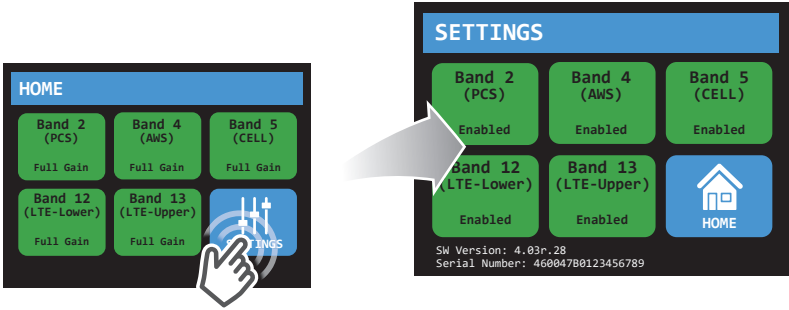 HOME
Band 2
(PCS)
Full Gain
Band 4
(AWS)
Full Gain
Band 5
(CELL)
Full Gain
Band 12
(LTE-Lower)
Full Gain
Band 13
(LTE-Upper)
Full Gain
SETTINGS
SETTINGS
Band 2
(PCS)
Enabled
Band 4
(AWS)
Enabled
Band 5
(CELL)
Enabled
Band 12
(LTE-Lower)
Enabled
Band 13
(LTE-Upper)
Enabled
HOME
SW Version: 4.03r.28
Serial Number: 460047B0123456789